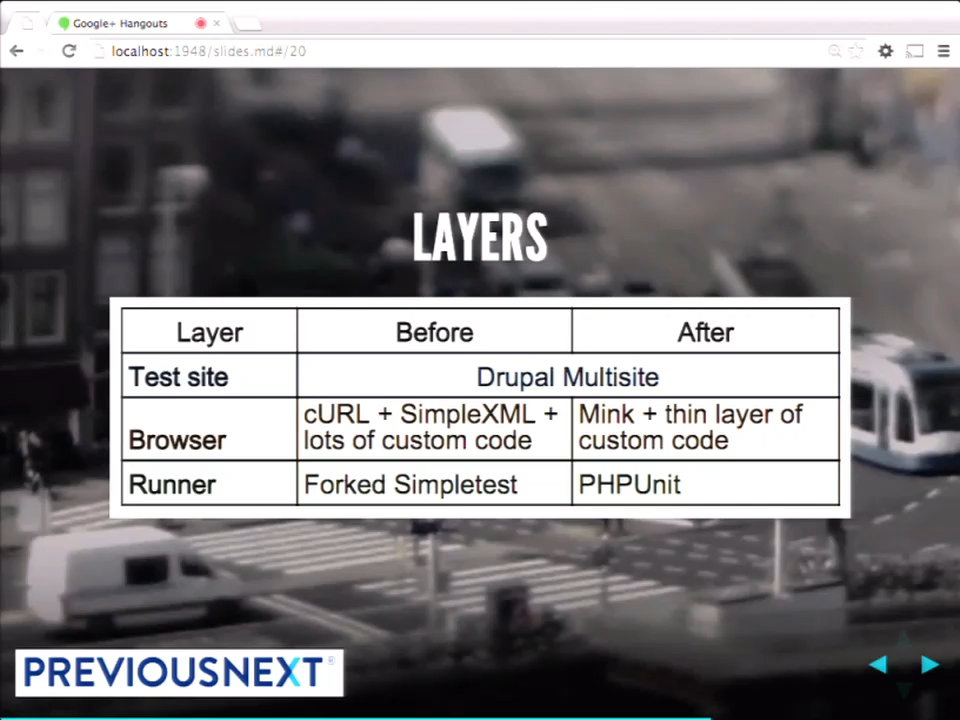 Google+ Hangouts
localhost:1948/slides.md#/20
LAYERS
Layer Before After
Test site Drupal Multisite
Browser cURL + SimpleXML + lots of custom code Mink + thin layer of custom code
Runner Forked Simpletest PHPUnit
PREVIOUSNEXT®